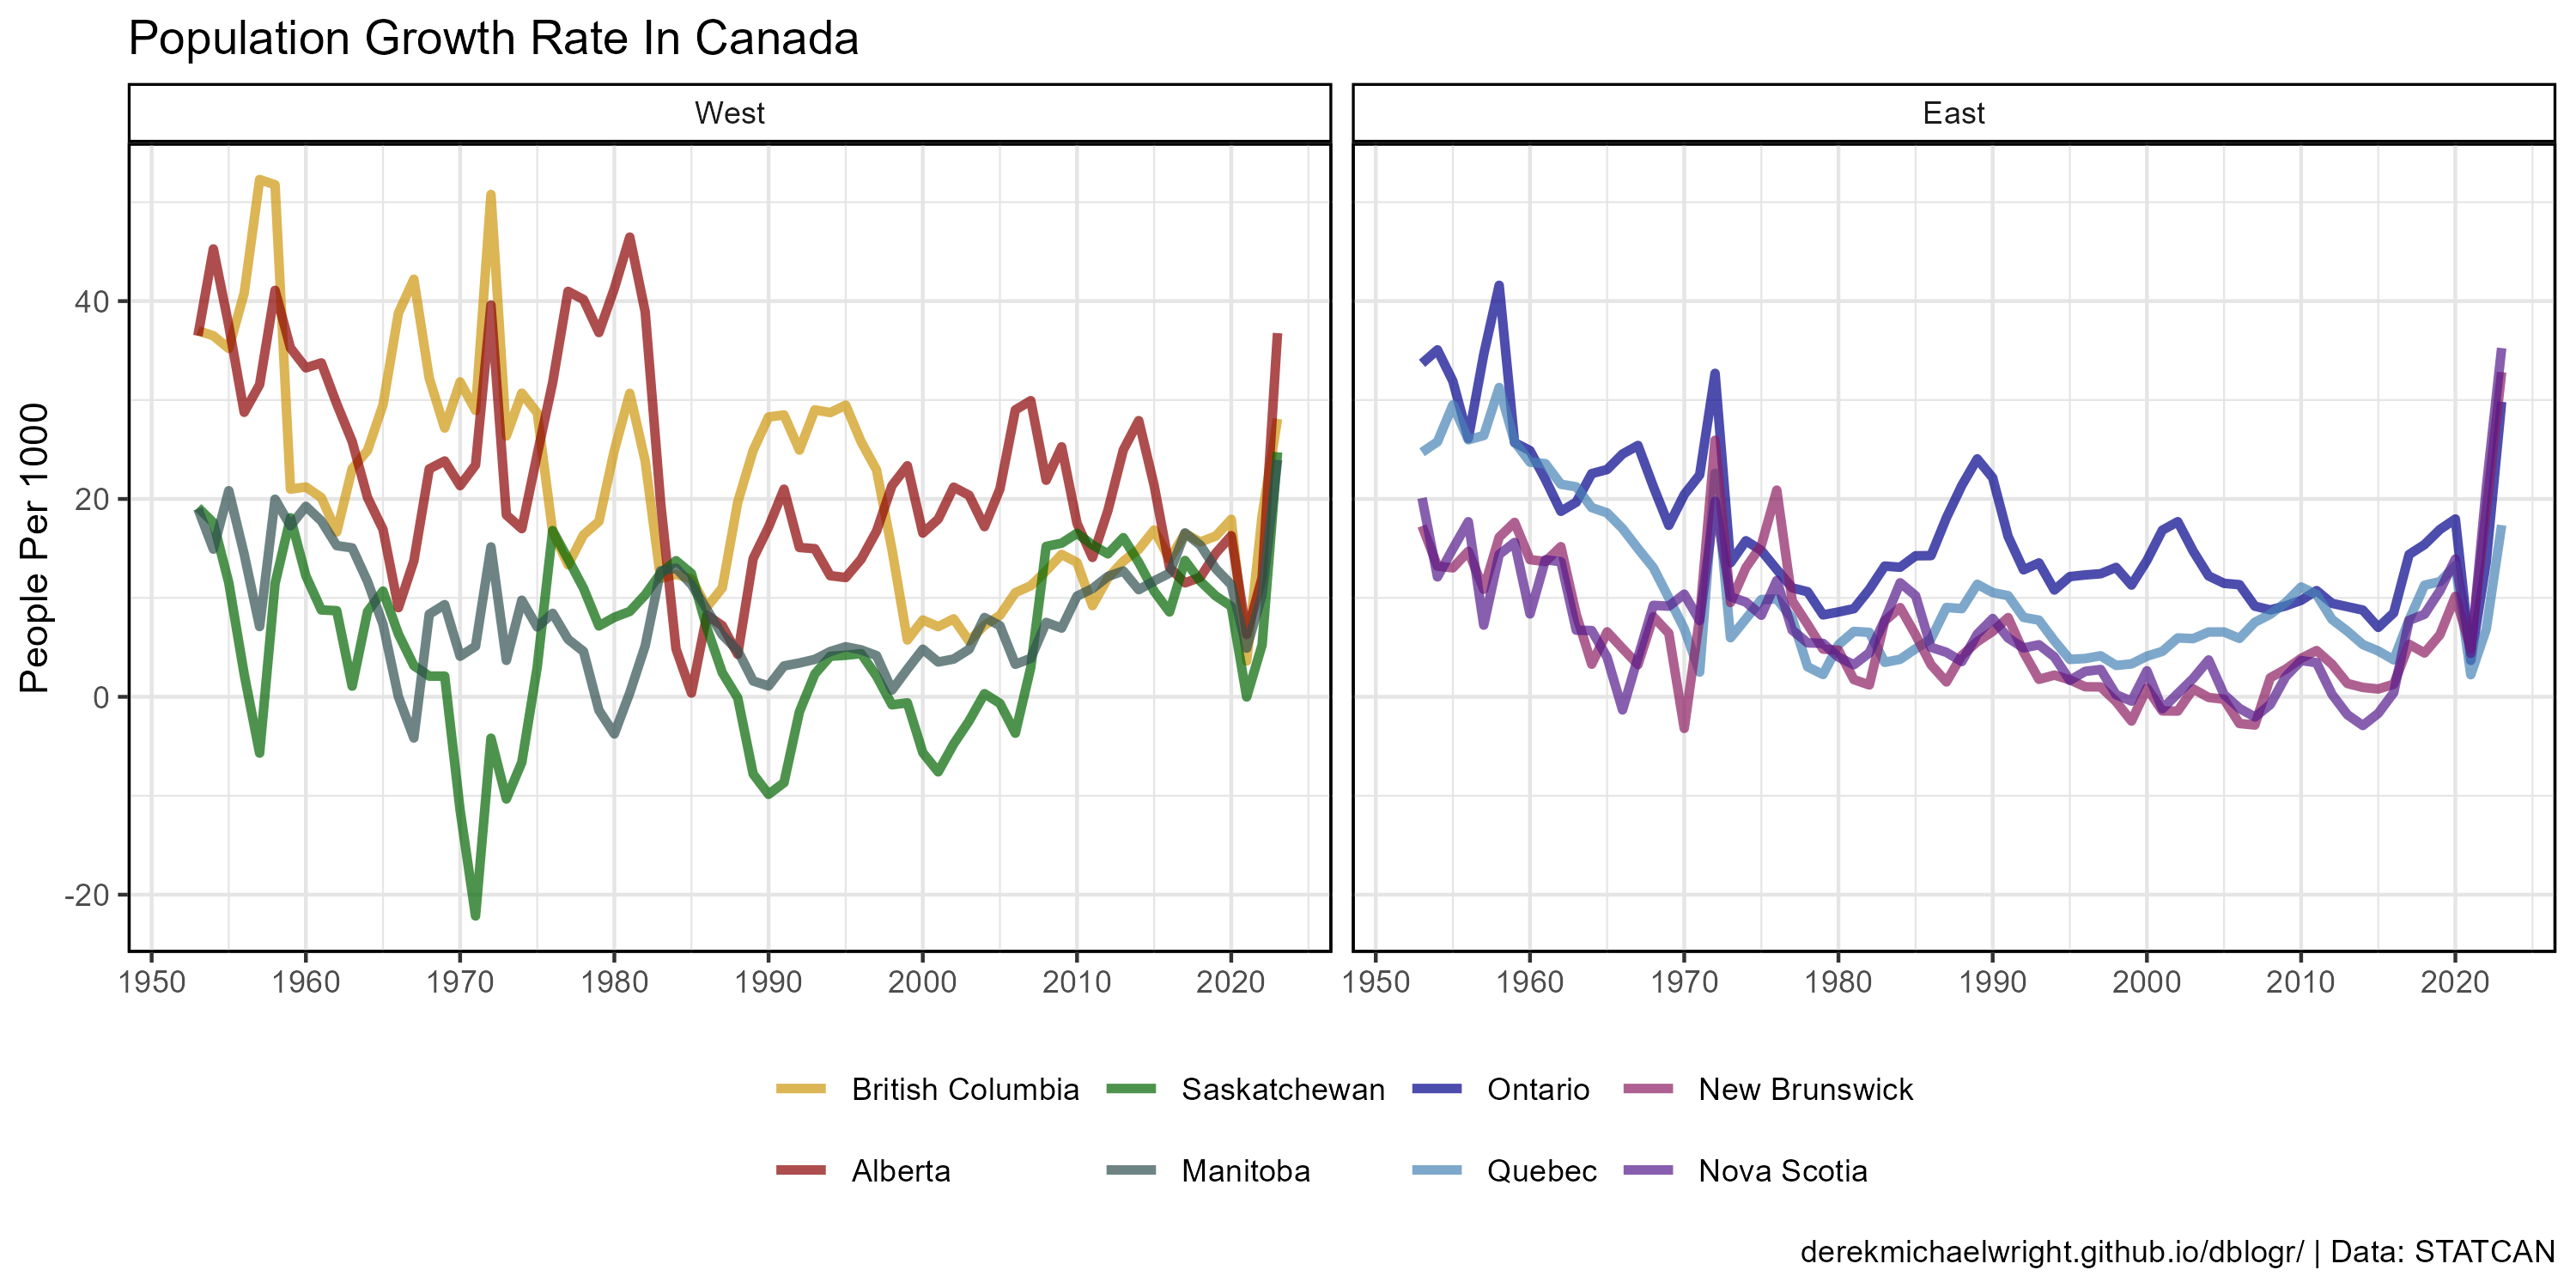 Population Growth Rate In Canada
West
East
People Per 1000
40
20
0
-20
1950 1960 1970 1980 1990 2000 2010 2020
1950 1960 1970 1980 1990 2000 2010 2020
British Columbia Saskatchewan Ontario New Brunswick
Alberta Manitoba Quebec Nova Scotia
derekmichaelwright.github.io/dblogr/ | Data: STATCAN